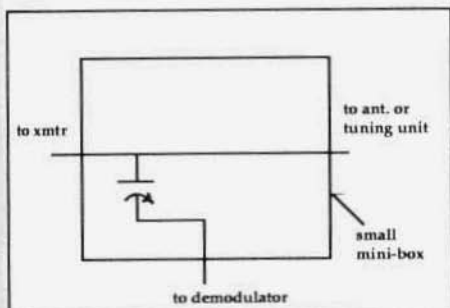 to xmtr
to ant. or
tuning unit
small
mini-box
to demodulator